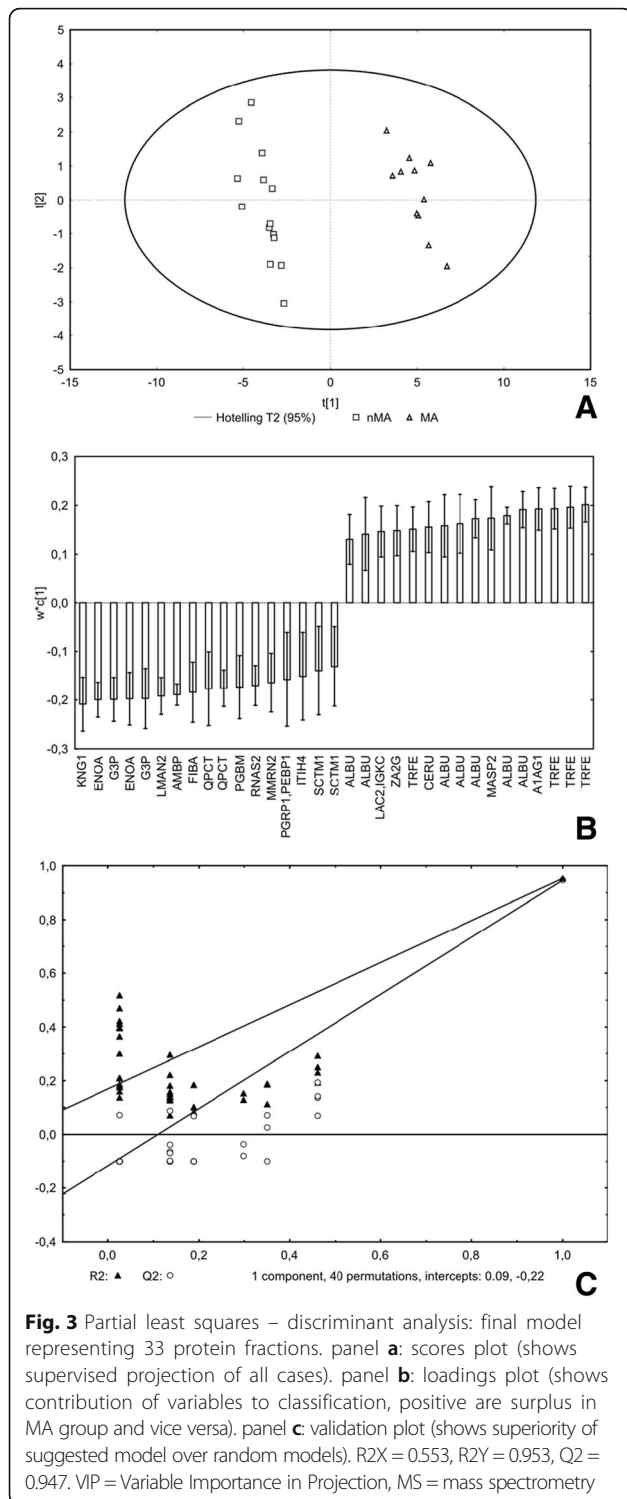 5
4
3
2
1
0
-1
-2
-3
-4
-5
t[2]
-15 -10 -5 0 5 10 15
t[1]
Hotelling T2 (95%) nMA MA
A
0,3
0,2
0,1
0,0
-0,1
-0,2
-0,3
w*c[1]
KNG1
ENOA
G3P
ENOA
G3P
LMAN2
AMBP
FIBA
QPCT
QPCT
PGBM
RNAS2
MMRN2
PGRP1,PEBP1
ITIH4
SCTM1
SCTM1
ALBU
ALBU
LAC2,IGKC
ZA2G
TRFE
CERU
ALBU
ALBU
ALBU
MASP2
ALBU
ALBU
A1AG1
TRFE
TRFE
TRFE
B
1,0
0,8
0,6
0,4
0,2
0,0
-0,2
-0,4
0,0 0,2 0,4 0,6 0,8 1,0
R2: Q2: 1 component, 40 permutations, intercepts: 0.09, -0,22
C
Fig. 3 Partial least squares – discriminant analysis: final model
representing 33 protein fractions. panel a: scores plot (shows
supervised projection of all cases). panel b: loadings plot (shows
contribution of variables to classification, positive are surplus in
MA group and vice versa). panel c: validation plot (shows superiority of
suggested model over random models). R2X = 0.553, R2Y = 0.953, Q2 =
0.947. VIP = Variable Importance in Projection, MS = mass spectrometry